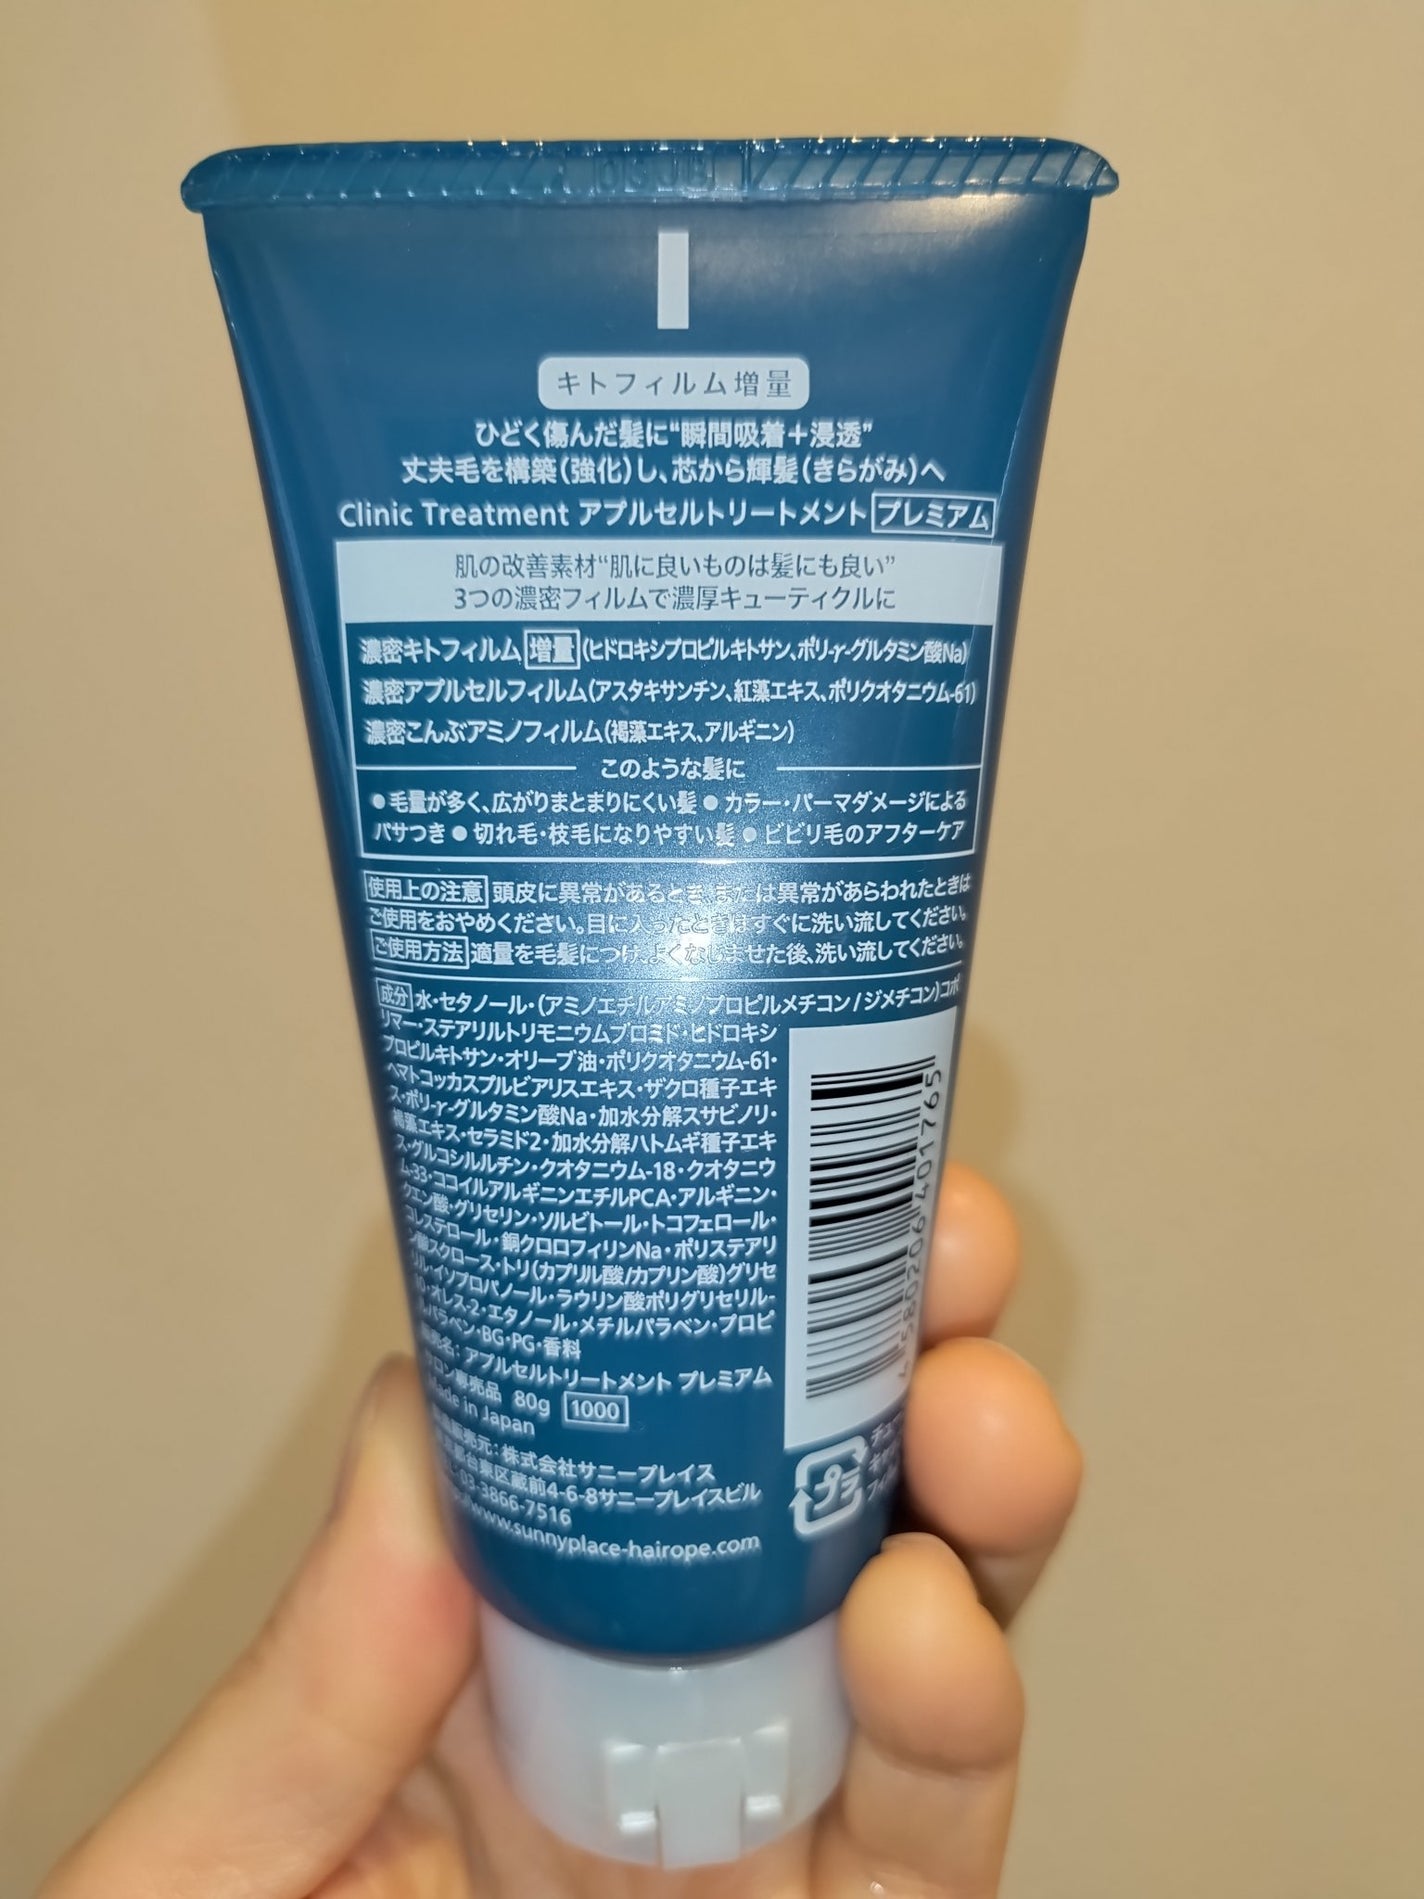 キトフィルム増量
ひどく傷んだ髪に“瞬間吸着＋浸透”
丈夫毛を構築(強化)し、芯から輝髪(きらがみ)へ
Clinic Treatment アプルセルトリートメント プレミアム
肌の改善素材“肌に良いものは髪にも良い”
3つの濃密フィルムで濃厚キューティクルに
濃密キトフィルム 増量 (ヒドロキシプロピルキトサン、ポリγ-グルタミン酸Na)
濃密アプルセルフィルム(アスタキサンチン、紅藻エキス、ポリクオタニウム-61)
濃密こんぶアミノフィルム(褐藻エキス、アルギニン)
このような髪に
●毛量が多く、広がりまとまりにくい髪 ●カラー・パーマダメージによる
パサつき ●切れ毛・枝毛になりやすい髪 ●ビビリ毛のアフターケア
使用上の注意 頭皮に異常があるとき、または異常があらわれたときは
ご使用をおやめください。目に入ったときはすぐに洗い流してください。
ご使用方法 適量を毛髪につけ、よくなじませた後、洗い流してください。
成分 水・セタノール・(アミノエチルアミノプロピルメチコン/ジメチコン)コポ
リマー・ステアリルトリモニウムブロミド・ヒドロキシ
プロピルキトサン・オリーブ油・ポリクオタニウム-61・
ヘマトコッカスプルビアリスエキス・ザクロ種子エキ
ス・ポリ-γ-グルタミン酸Na・加水分解スサビノリ・
褐藻エキス・セラミド2・加水分解ハトムギ種子エキ
ス・グルコシルルチン・クオタニウム-18・クオタニウ
ム-33・ココイルアルギニンエチルPCA・アルギニン・
クエン酸・グリセリン・ソルビトール・トコフェロール・
コレステロール・銅クロロフィリンNa・ポリステアリ
ン酸スクロース・トリ(カプリル酸/カプリン酸)グリセ
リル・イソプロパノール・ラウリン酸ポリグリセリル-
10・オレス-2・エタノール・メチルパラベン・プロピ
ルパラベン・BG・PG・香料
販売名：アプルセルトリートメント プレミアム
サロン専売品 80g 1000
Made in Japan
販売元：株式会社サニープレイス
台東区蔵前4-6-8サニープレイスビル
03-3866-7516
www.sunnyplace-hairope.com
4 580206 401765
プラ